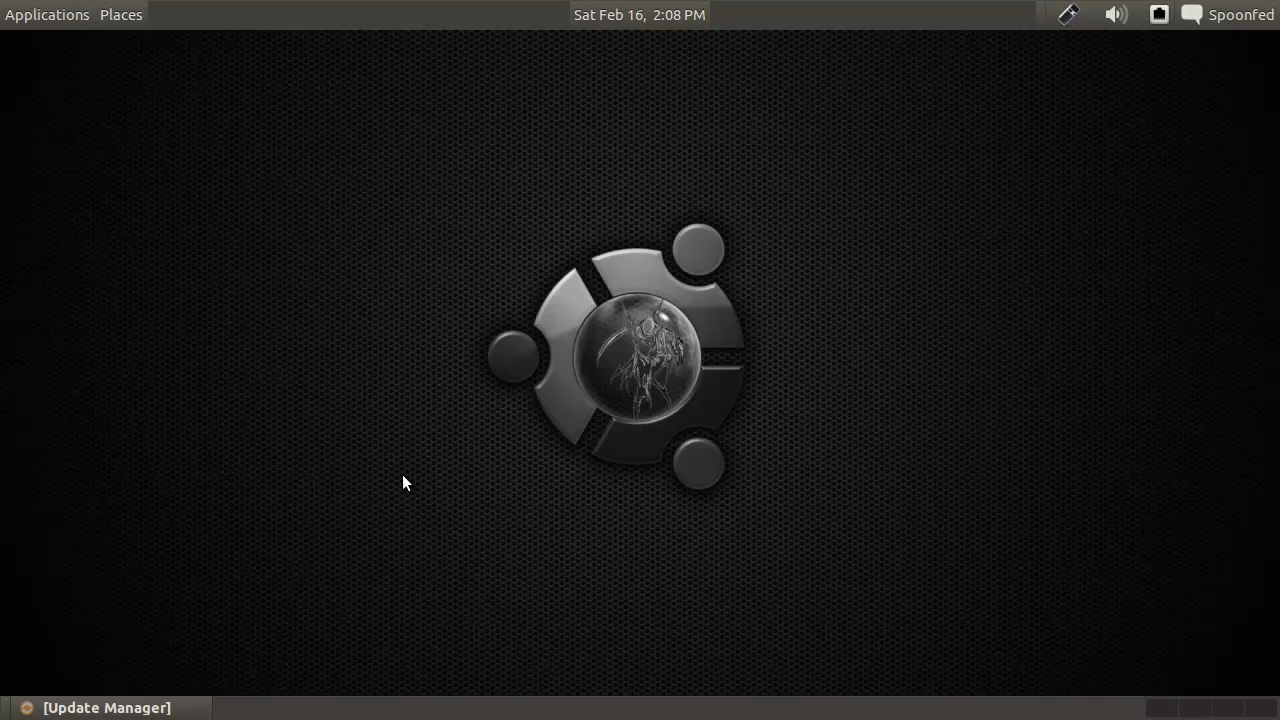 Applications Places
Sat Feb 16, 2:08 PM
Spoonfed
[Update Manager]